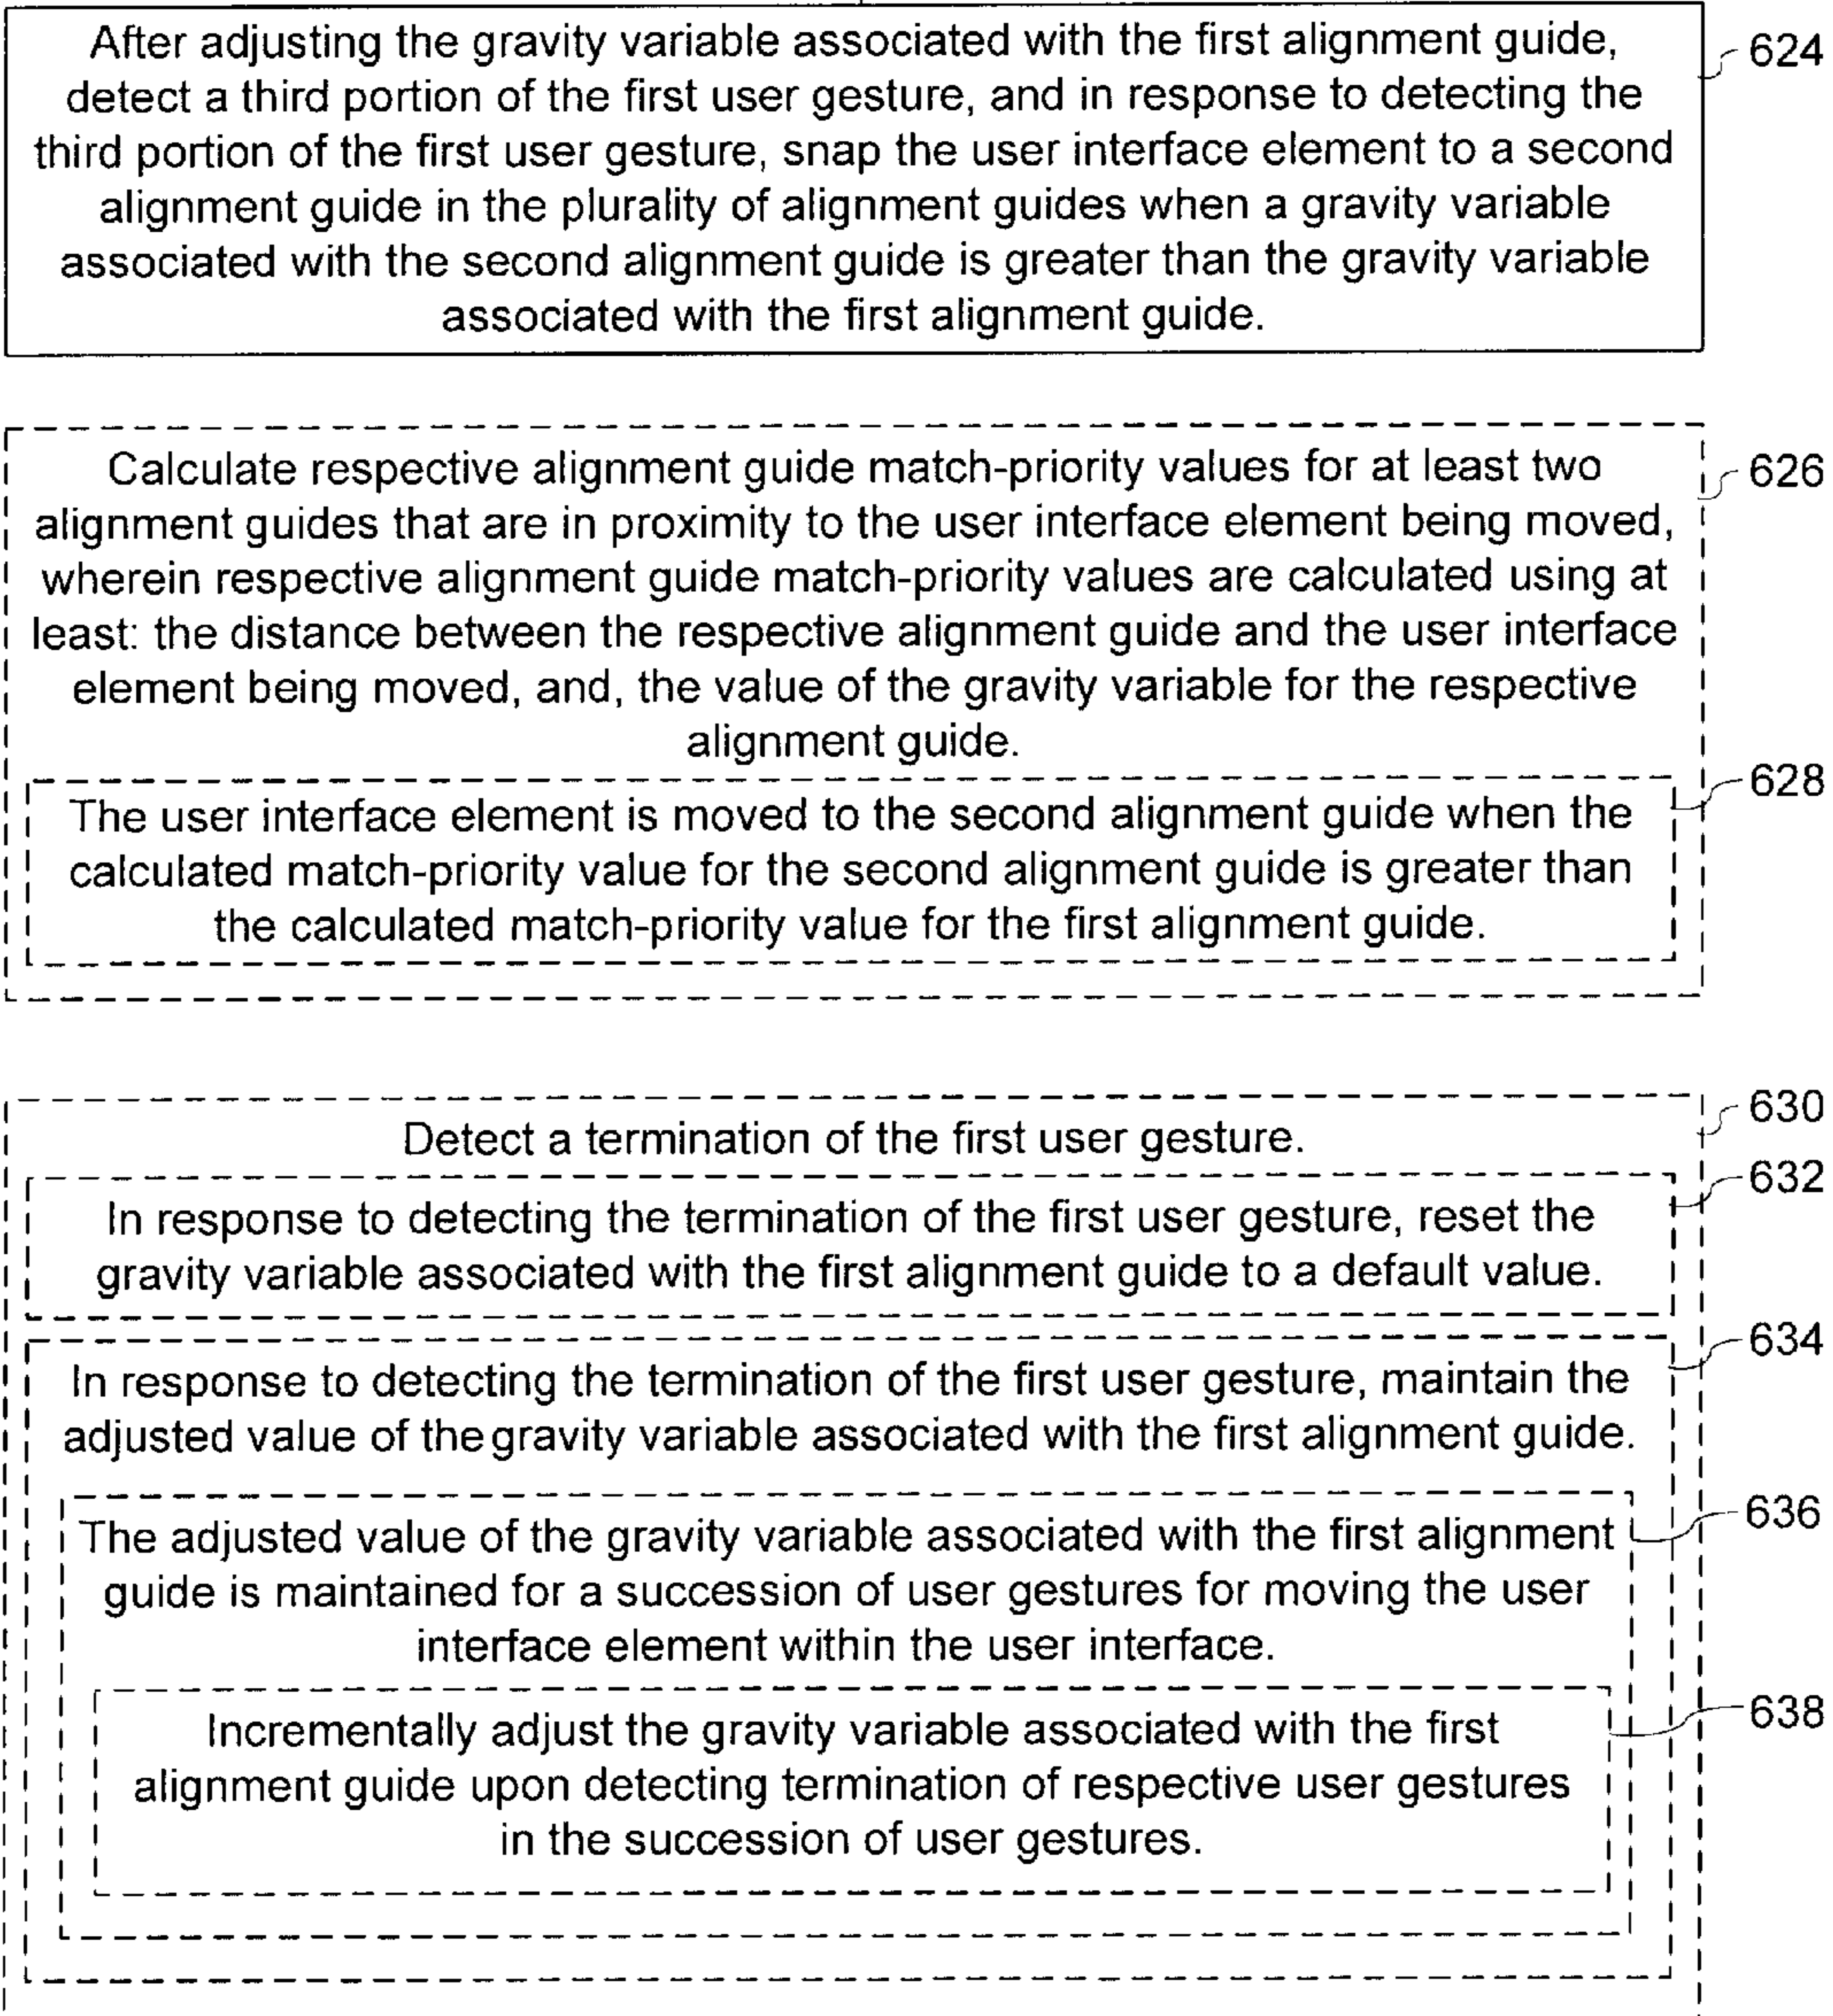 After adjusting the gravity variable associated with the first alignment guide,
detect a third portion of the first user gesture, and in response to detecting the
third portion of the first user gesture, snap the user interface element to a second
alignment guide in the plurality of alignment guides when a gravity variable
associated with the second alignment guide is greater than the gravity variable
associated with the first alignment guide.
624
Calculate respective alignment guide match-priority values for at least two
alignment guides that are in proximity to the user interface element being moved,
wherein respective alignment guide match-priority values are calculated using at
least: the distance between the respective alignment guide and the user interface
element being moved, and, the value of the gravity variable for the respective
alignment guide.
626
The user interface element is moved to the second alignment guide when the
calculated match-priority value for the second alignment guide is greater than
the calculated match-priority value for the first alignment guide.
628
Detect a termination of the first user gesture.
630
In response to detecting the termination of the first user gesture, reset the
gravity variable associated with the first alignment guide to a default value.
632
In response to detecting the termination of the first user gesture, maintain the
adjusted value of the gravity variable associated with the first alignment guide.
634
The adjusted value of the gravity variable associated with the first alignment
guide is maintained for a succession of user gestures for moving the user
interface element within the user interface.
636
Incrementally adjust the gravity variable associated with the first
alignment guide upon detecting termination of respective user gestures
in the succession of user gestures.
638